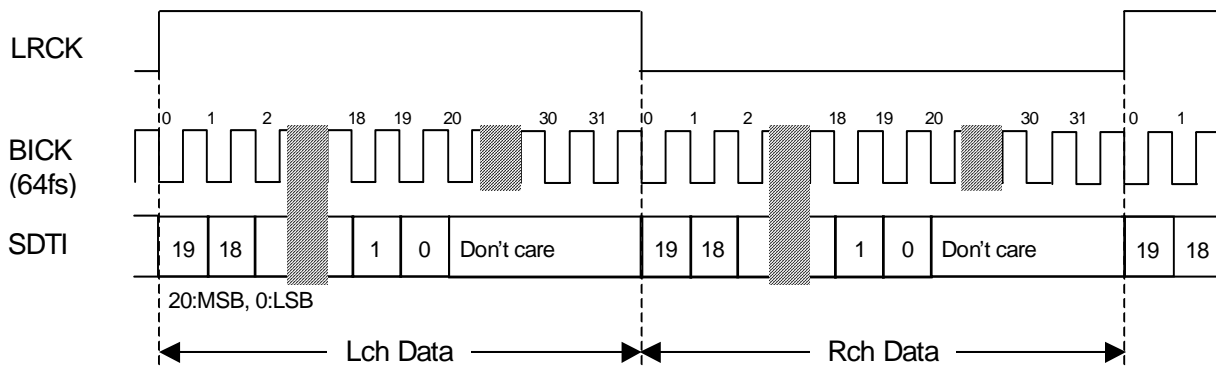 LRCK
0 1 2 18 19 20 30 31 0 1 2 18 19 20 30 31 0 1
BICK
(64fs)
SDTI 19 18 1 0 Don't care 19 18 1 0 Don't care 19 18
20:MSB, 0:LSB
Lch Data Rch Data